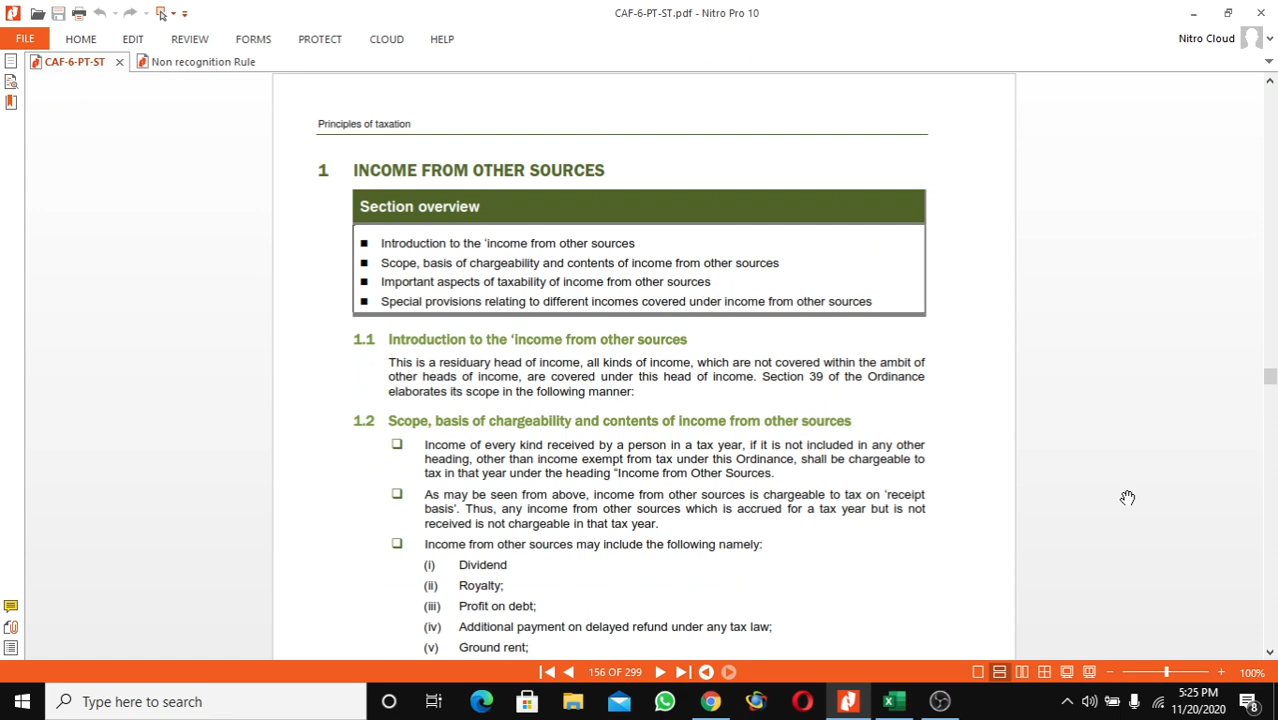 CAF-6-PT-ST.pdf - Nitro Pro 10
FILE HOME EDIT REVIEW FORMS PROTECT CLOUD HELP Nitro Cloud
CAF-6-PT-ST Non recognition Rule
Principles of taxation
1 INCOME FROM OTHER SOURCES
Section overview
■ Introduction to the ‘income from other sources
■ Scope, basis of chargeability and contents of income from other sources
■ Important aspects of taxability of income from other sources
■ Special provisions relating to different incomes covered under income from other sources
1.1 Introduction to the ‘income from other sources
This is a residuary head of income, all kinds of income, which are not covered within the ambit of
other heads of income, are covered under this head of income. Section 39 of the Ordinance
elaborates its scope in the following manner:
1.2 Scope, basis of chargeability and contents of income from other sources
❑ Income of every kind received by a person in a tax year, if it is not included in any other
heading, other than income exempt from tax under this Ordinance, shall be chargeable to
tax in that year under the heading “Income from Other Sources.
❑ As may be seen from above, income from other sources is chargeable to tax on ‘receipt
basis’. Thus, any income from other sources which is accrued for a tax year but is not
received is not chargeable in that tax year.
❑ Income from other sources may include the following namely:
(i) Dividend
(ii) Royalty;
(iii) Profit on debt;
(iv) Additional payment on delayed refund under any tax law;
(v) Ground rent;
156 OF 299 100%
Type here to search
5:25 PM
11/20/2020
8